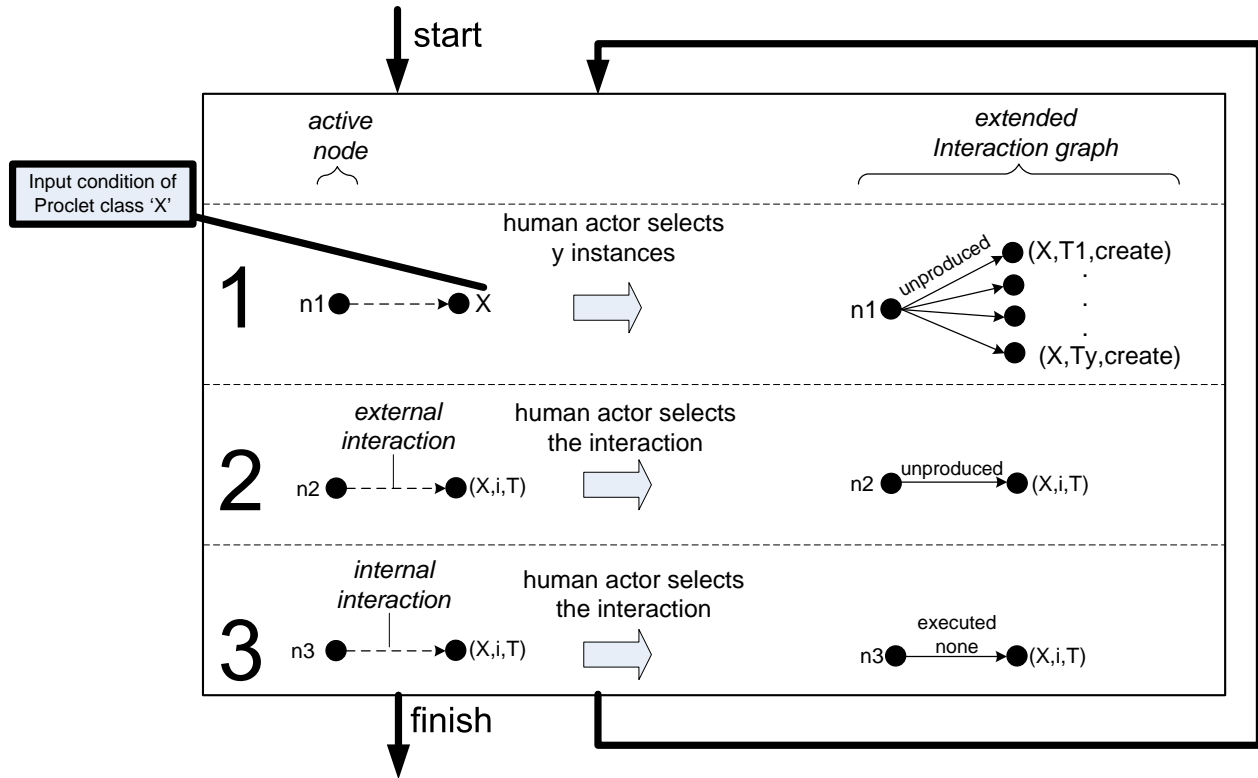 start
active
node
extended
Interaction graph
Input condition of
Proclet class ‘X’
1
n1
X
human actor selects
y instances
n1
unproduced
(X,T1,create)
.
.
.
(X,Ty,create)
2
external
interaction
n2
(X,i,T)
human actor selects
the interaction
n2
unproduced
(X,i,T)
3
internal
interaction
n3
(X,i,T)
human actor selects
the interaction
n3
executed
none
(X,i,T)
finish